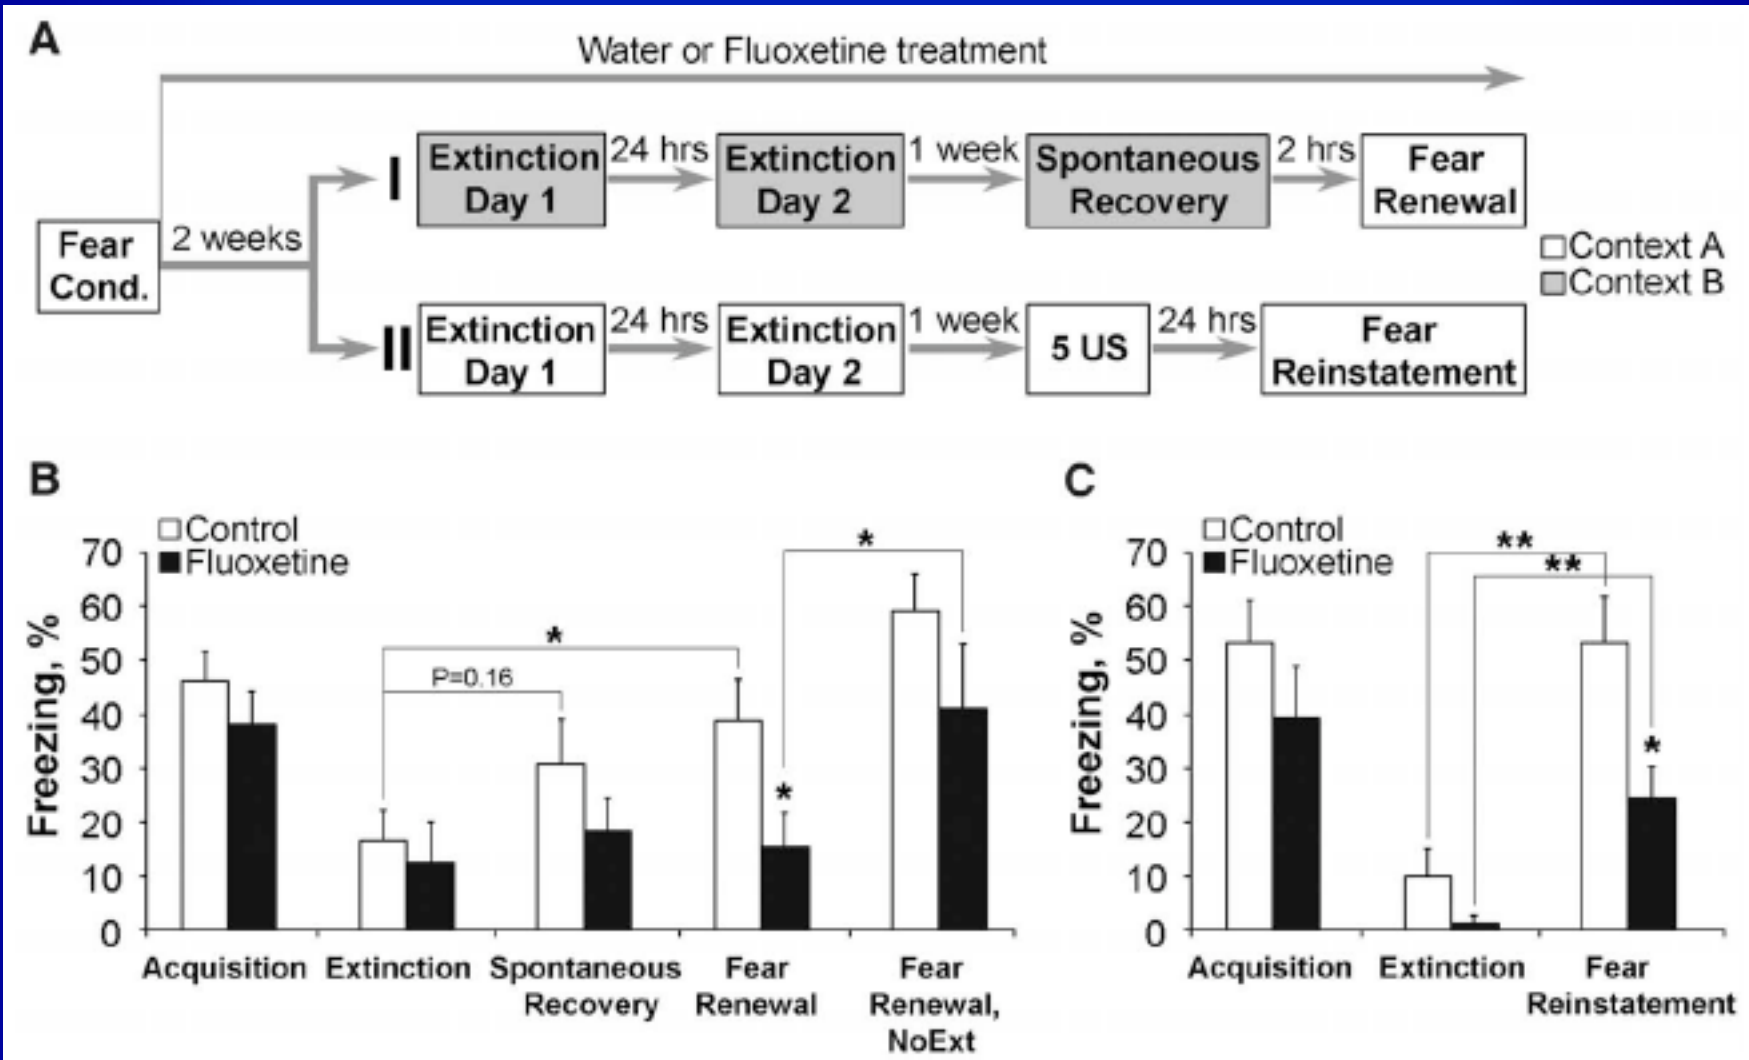 A
Water or Fluoxetine treatment
Fear
Cond.
2 weeks
I
Extinction
Day 1
24 hrs
Extinction
Day 2
1 week
Spontaneous
Recovery
2 hrs
Fear
Renewal
II
Extinction
Day 1
24 hrs
Extinction
Day 2
1 week
5 US
24 hrs
Fear
Reinstatement
Context A
Context B
B
Control
Fluoxetine
Freezing, %
70
60
50
40
30
20
10
0
P=0.16
*
*
*
Acquisition
Extinction
Spontaneous
Recovery
Fear
Renewal
Fear
Renewal,
NoExt
C
Control
Fluoxetine
Freezing, %
70
60
50
40
30
20
10
0
**
**
*
Acquisition
Extinction
Fear
Reinstatement